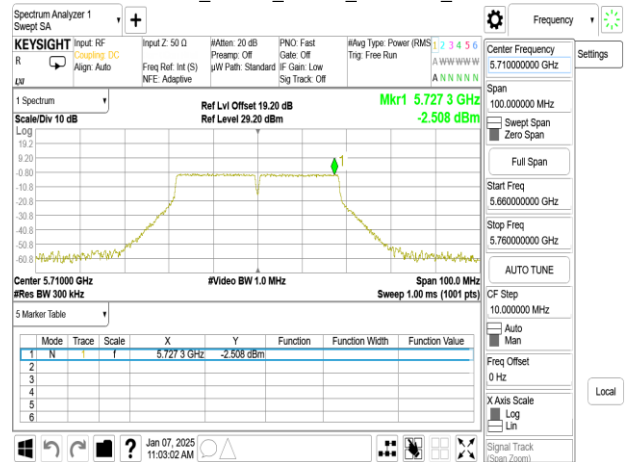 Spectrum Analyzer 1
Swept SA
+
Frequency
KEYSIGHT Input: RF Input Z: 50 Ω #Atten: 20 dB PNO: Fast #Avg Type: Power (RMS 1 2 3 4 5 6
R Coupling: DC Preamp: Off Gate: Off Trig: Free Run A W W W W W
Align: Auto Freq Ref: Int (S) µW Path: Standard IF Gain: Low
NFE: Adaptive Sig Track: Off A N N N N N
1 Spectrum
Scale/Div 10 dB
Ref Lvl Offset 19.20 dB
Ref Level 29.20 dBm
Mkr1 5.727 3 GHz
-2.508 dBm
Log
19.2
9.20
-0.80
-10.8
-20.8
-30.8
-40.8
-50.8
-60.8
1
Center 5.71000 GHz #Video BW 1.0 MHz Span 100.0 MHz
#Res BW 300 kHz Sweep 1.00 ms (1001 pts)
5 Marker Table
Mode Trace Scale X Y Function Function Width Function Value
1 N 1 f 5.727 3 GHz -2.508 dBm
2
3
4
5
6
? Jan 07, 2025
11:03:02 AM
Center Frequency
5.710000000 GHz
Span
100.000000 MHz
Swept Span
Zero Span
Full Span
Start Freq
5.660000000 GHz
Stop Freq
5.760000000 GHz
AUTO TUNE
CF Step
10.000000 MHz
Auto
Man
Freq Offset
0 Hz
X Axis Scale
Log
Lin
Signal Track
(Span Zoom)
Settings
Local